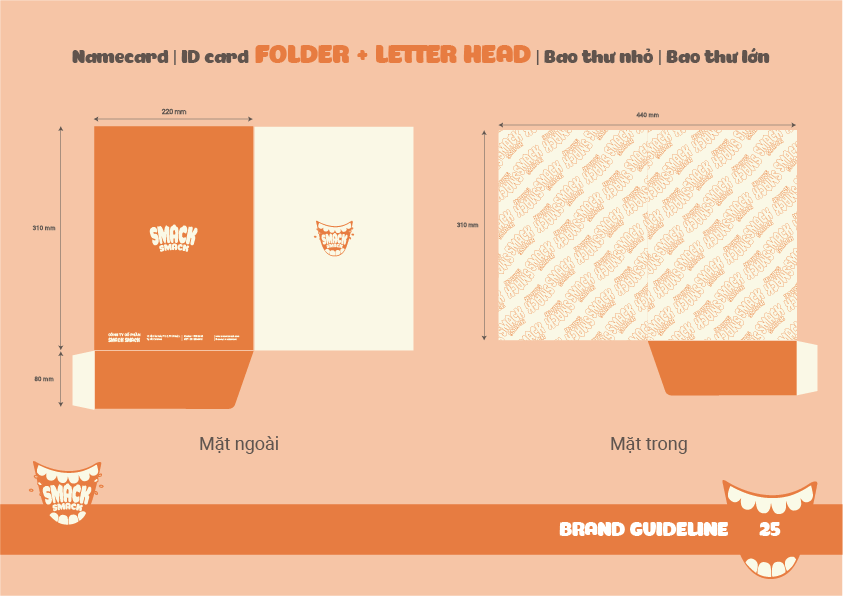 Namecard | ID card FOLDER + LETTER HEAD | Bao thư nhỏ | Bao thư lớn
220 mm
440 mm
310 mm
310 mm
SMACK
SMACK
SMACK
SMACK
CÔNG TY CỔ PHẦN
SMACK SMACK
80 mm
Mặt ngoài
Mặt trong
SMACK
SMACK
BRAND GUIDELINE 25